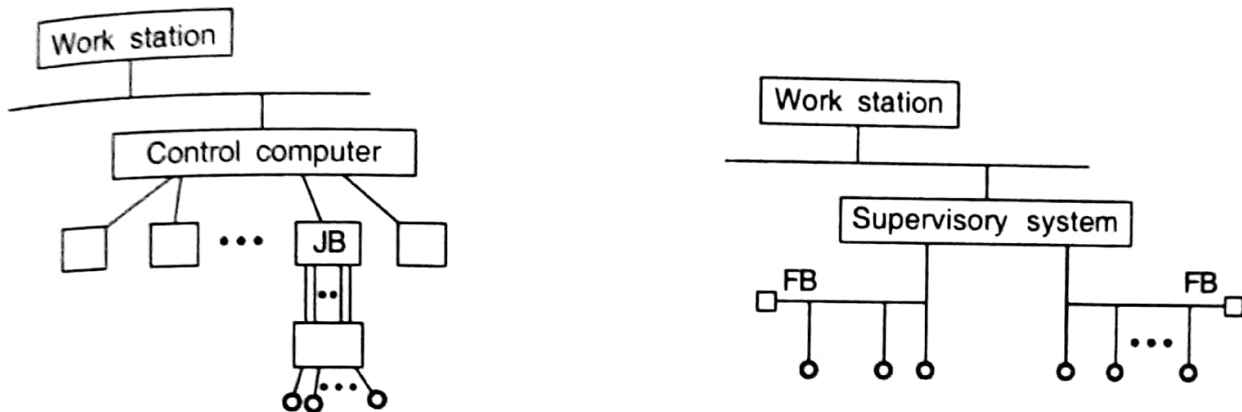 Work station
Control computer
JB
Work station
Supervisory system
FB
FB